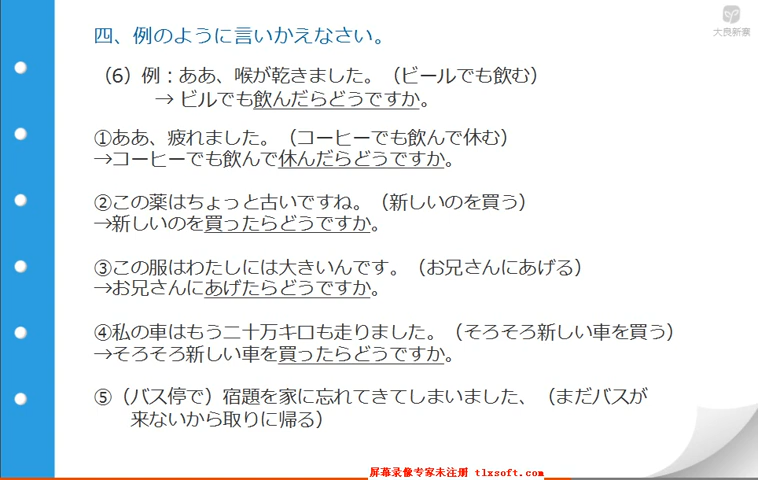 大良新寰
四、例のように言いかえなさい。
（6）例：ああ、喉が乾きました。（ビールでも飲む）
→ ビルでも飲んだらどうですか。
①ああ、疲れました。（コーヒーでも飲んで休む）
→コーヒーでも飲んで休んだらどうですか。
②この薬はちょっと古いですね。（新しいのを買う）
→新しいのを買ったらどうですか。
③この服はわたしには大きいんです。（お兄さんにあげる）
→お兄さんにあげたらどうですか。
④私の車はもう二十万キロも走りました。（そろそろ新しい車を買う）
→そろそろ新しい車を買ったらどうですか。
⑤（バス停で）宿題を家に忘れてきてしまいました、（まだバスが
来ないから取りに帰る）
屏幕录像专家未注册 tlxsoft.com